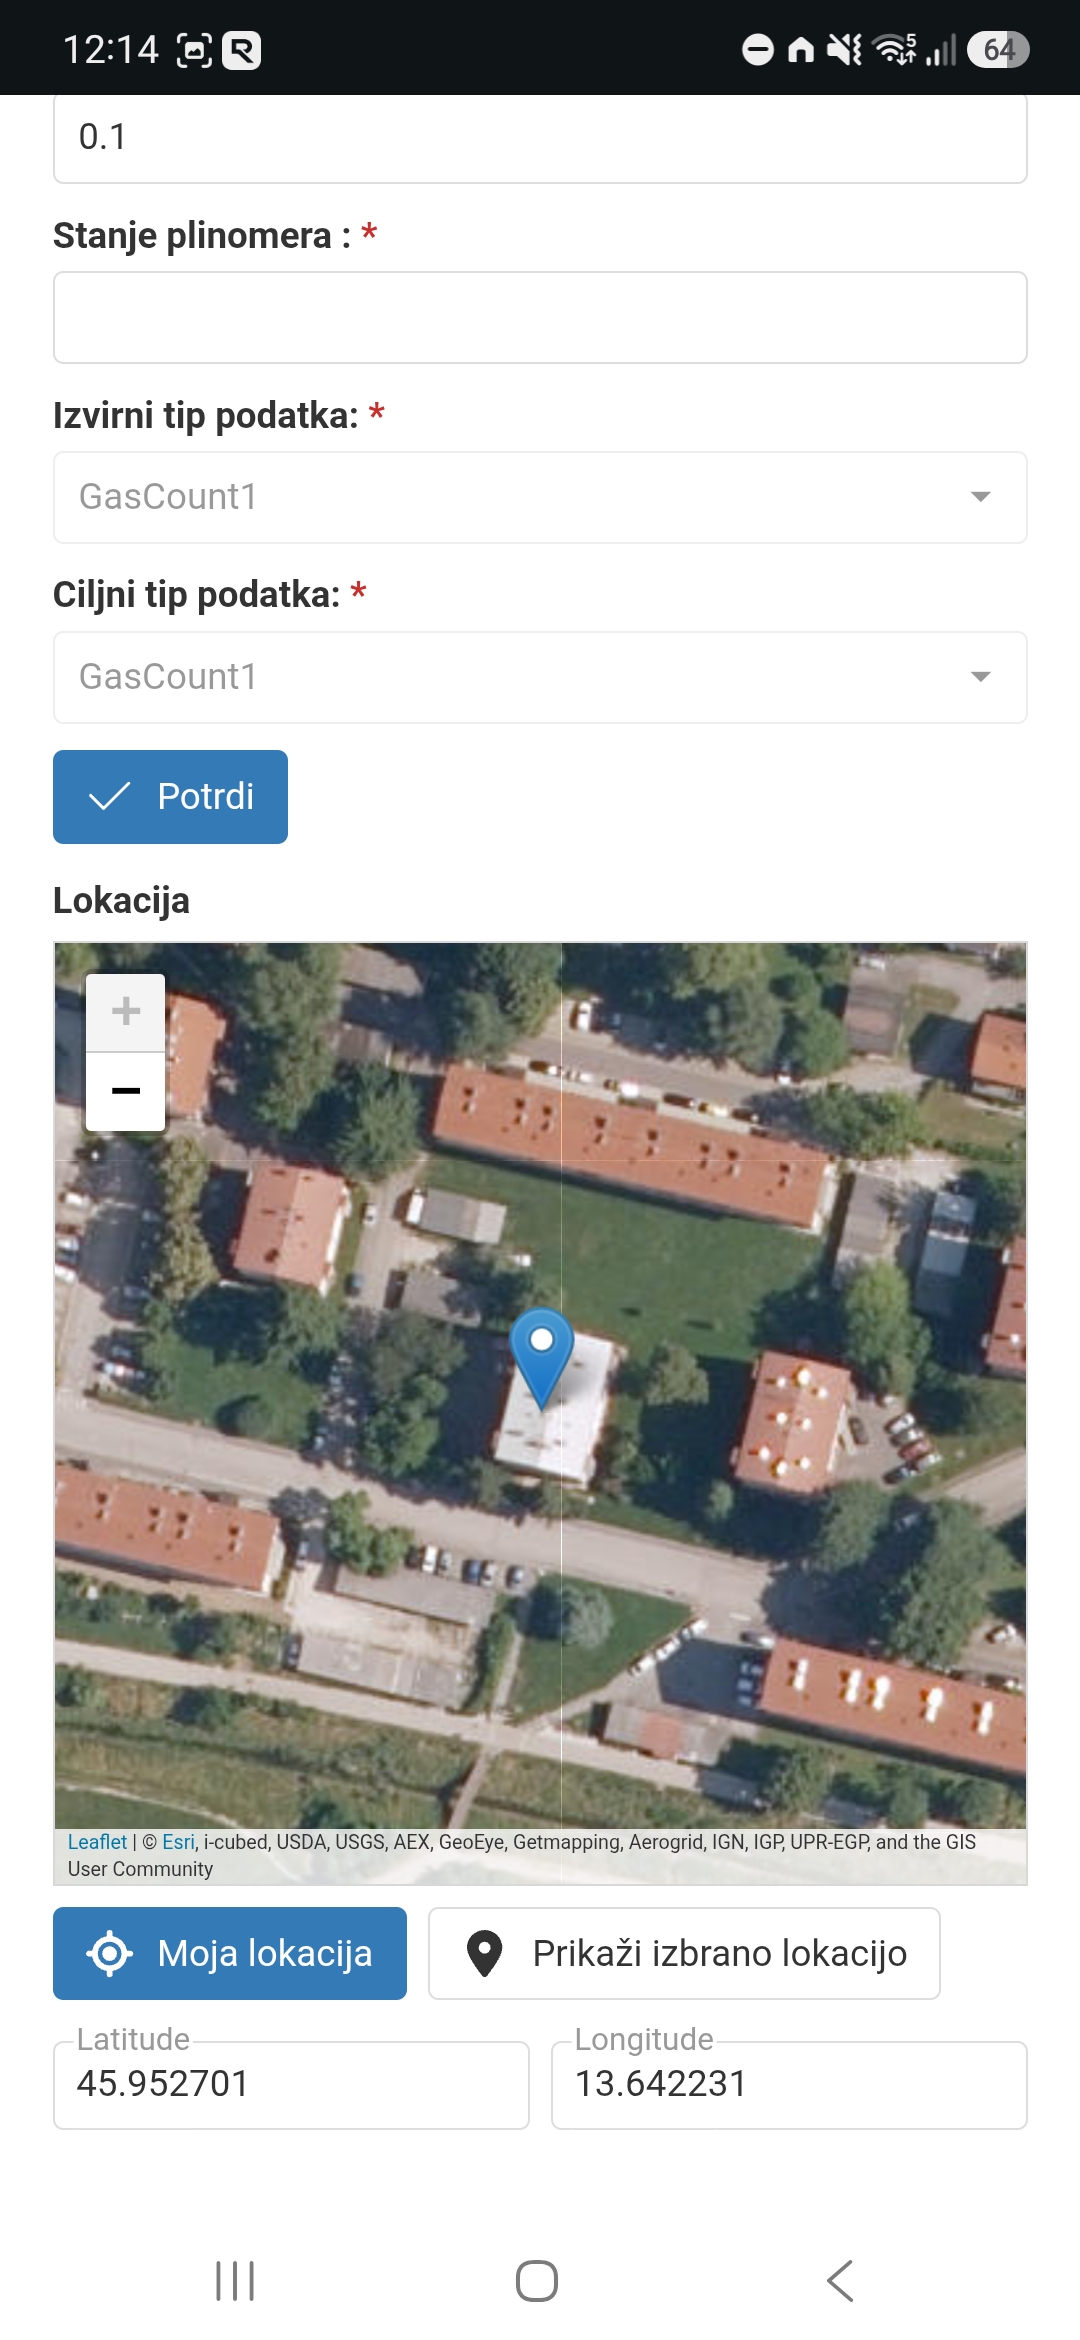 12:14
5
64
0.1
Stanje plinomera : *
Izvirni tip podatka: *
GasCount1
Ciljni tip podatka: *
GasCount1
Potrdi
Lokacija
+
−
Leaflet | © Esri, i-cubed, USDA, USGS, AEX, GeoEye, Getmapping, Aerogrid, IGN, IGP, UPR-EGP, and the GIS
User Community
Moja lokacija
Prikaži izbrano lokacijo
Latitude
45.952701
Longitude
13.642231